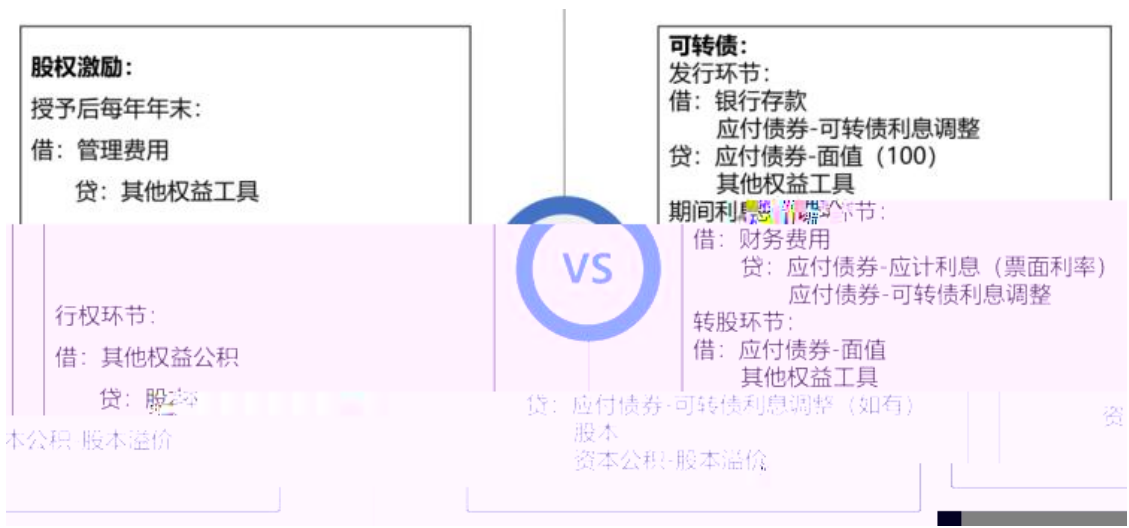 股权激励：
授予后每年年末：
借：管理费用
贷：其他权益工具
行权环节：
借：其他权益公积
贷：股本
本公积-股本溢价
VS
可转债：
发行环节：
借：银行存款
应付债券-可转债利息调整
贷：应付债券-面值（100）
其他权益工具
期间利
节：
借：财务费用
贷：应付债券-应计利息（票面利率）
应付债券-可转债利息调整
转股环节：
借：应付债券-面值
其他权益工具
贷：应付债券-可转债利息调整（如有）
股本
资本公积-股本溢价
资